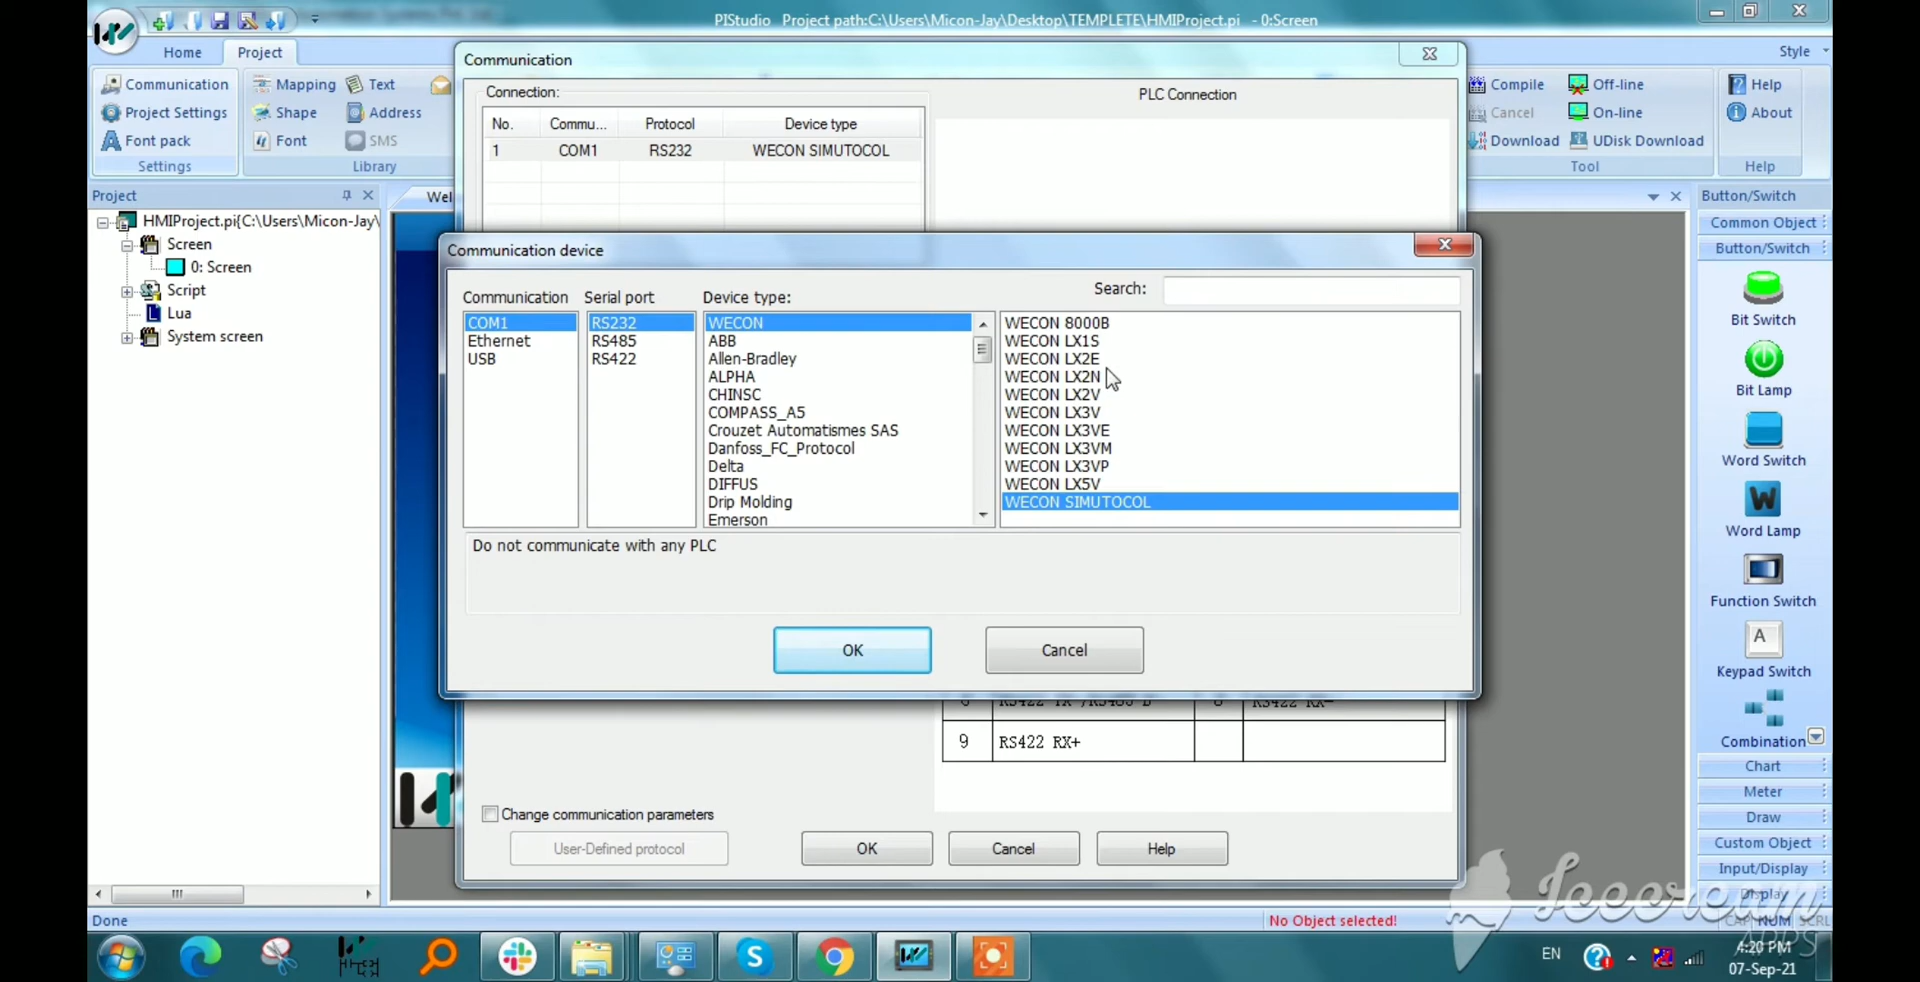 PIStudio Project path:C:\Users\Micon-Jay\Desktop\TEMPLETE\HMIProject.pi - 0:Screen
Home
Project
Style
Communication
Project Settings
Font pack
Settings
Mapping
Text
Shape
Address
Font
SMS
Library
Compile
Off-line
Cancel
On-line
Download
UDisk Download
Tool
Help
About
Help
Project
HMIProject.pi{C:\Users\Micon-Jay\
Screen
0: Screen
Script
Lua
System screen
Wel
Communication
Connection:
No. Commu... Protocol Device type
1 COM1 RS232 WECON SIMUTOCOL
PLC Connection
Communication device
Search:
Communication
COM1
Ethernet
USB
Serial port
RS232
RS485
RS422
Device type:
WECON
ABB
Allen-Bradley
ALPHA
CHINSC
COMPASS_A5
Crouzet Automatismes SAS
Danfoss_FC_Protocol
Delta
DIFFUS
Drip Molding
Emerson
WECON 8000B
WECON LX1S
WECON LX2E
WECON LX2N
WECON LX2V
WECON LX3V
WECON LX3VE
WECON LX3VM
WECON LX3VP
WECON LX5V
WECON SIMUTOCOL
Do not communicate with any PLC
OK
Cancel
9 RS422 RX+
Change communication parameters
User-Defined protocol
OK
Cancel
Help
Button/Switch
Common Object
Button/Switch
Bit Switch
Bit Lamp
Word Switch
W
Word Lamp
Function Switch
A
Keypad Switch
Combination
Chart
Meter
Draw
Custom Object
Input/Display
Display
Done
No Object selected!
CAP NUM SCRL
Icecream
APPS
EN
4:20 PM
07-Sep-21